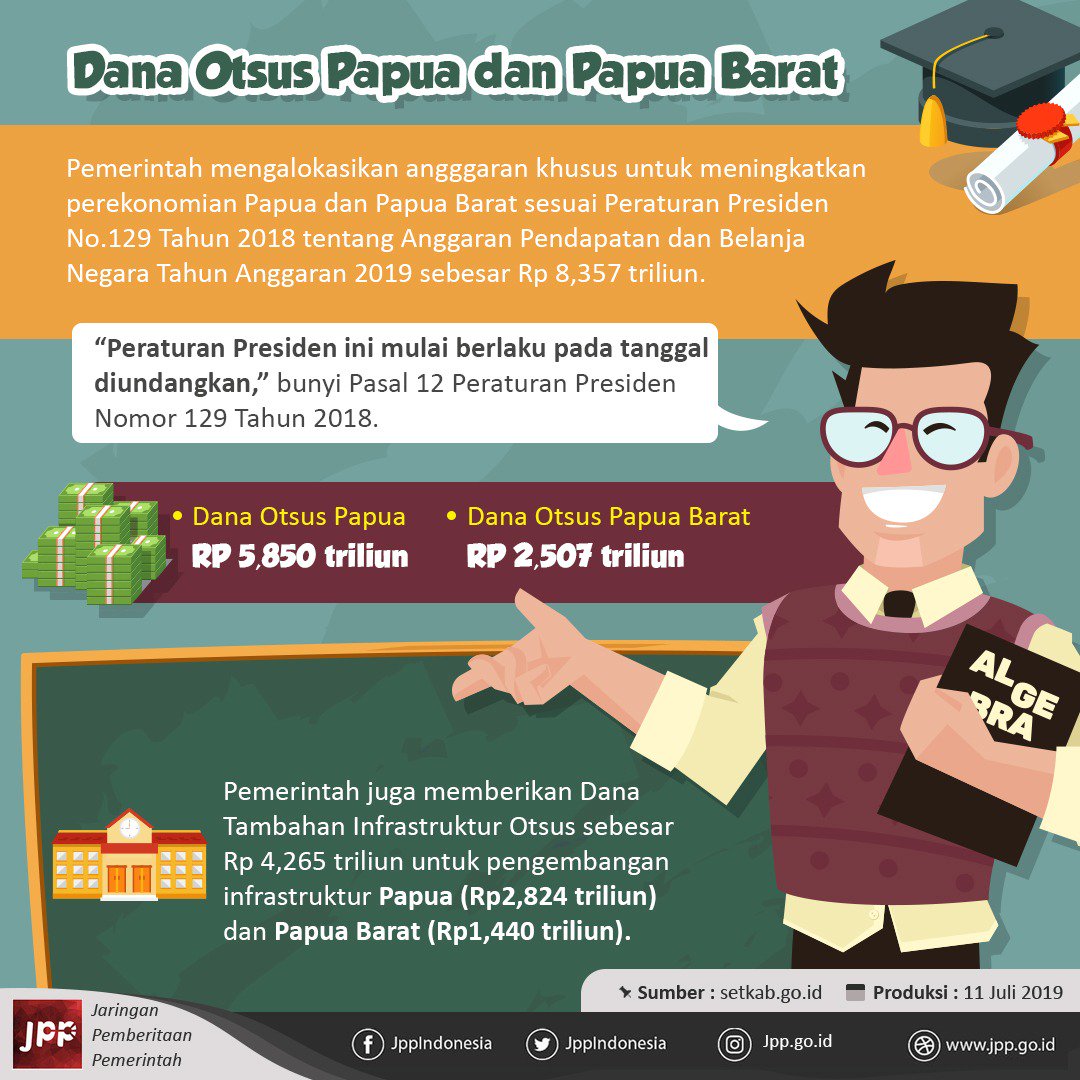 Dana Otsus Papua dan Papua Barat
Pemerintah mengalokasikan angggaran khusus untuk meningkatkan
perekonomian Papua dan Papua Barat sesuai Peraturan Presiden
No.129 Tahun 2018 tentang Anggaran Pendapatan dan Belanja
Negara Tahun Anggaran 2019 sebesar Rp 8,357 triliun.
“Peraturan Presiden ini mulai berlaku pada tanggal
diundangkan,” bunyi Pasal 12 Peraturan Presiden
Nomor 129 Tahun 2018.
• Dana Otsus Papua
RP 5,850 triliun
• Dana Otsus Papua Barat
RP 2,507 triliun
AL
GE
BRA
Pemerintah juga memberikan Dana
Tambahan Infrastruktur Otsus sebesar
Rp 4,265 triliun untuk pengembangan
infrastruktur Papua (Rp2,824 triliun)
dan Papua Barat (Rp1,440 triliun).
Sumber : setkab.go.id
Produksi : 11 Juli 2019
jpp
Jaringan
Pemberitaan
Pemerintah
JppIndonesia
JppIndonesia
Jpp.go.id
www.jpp.go.id